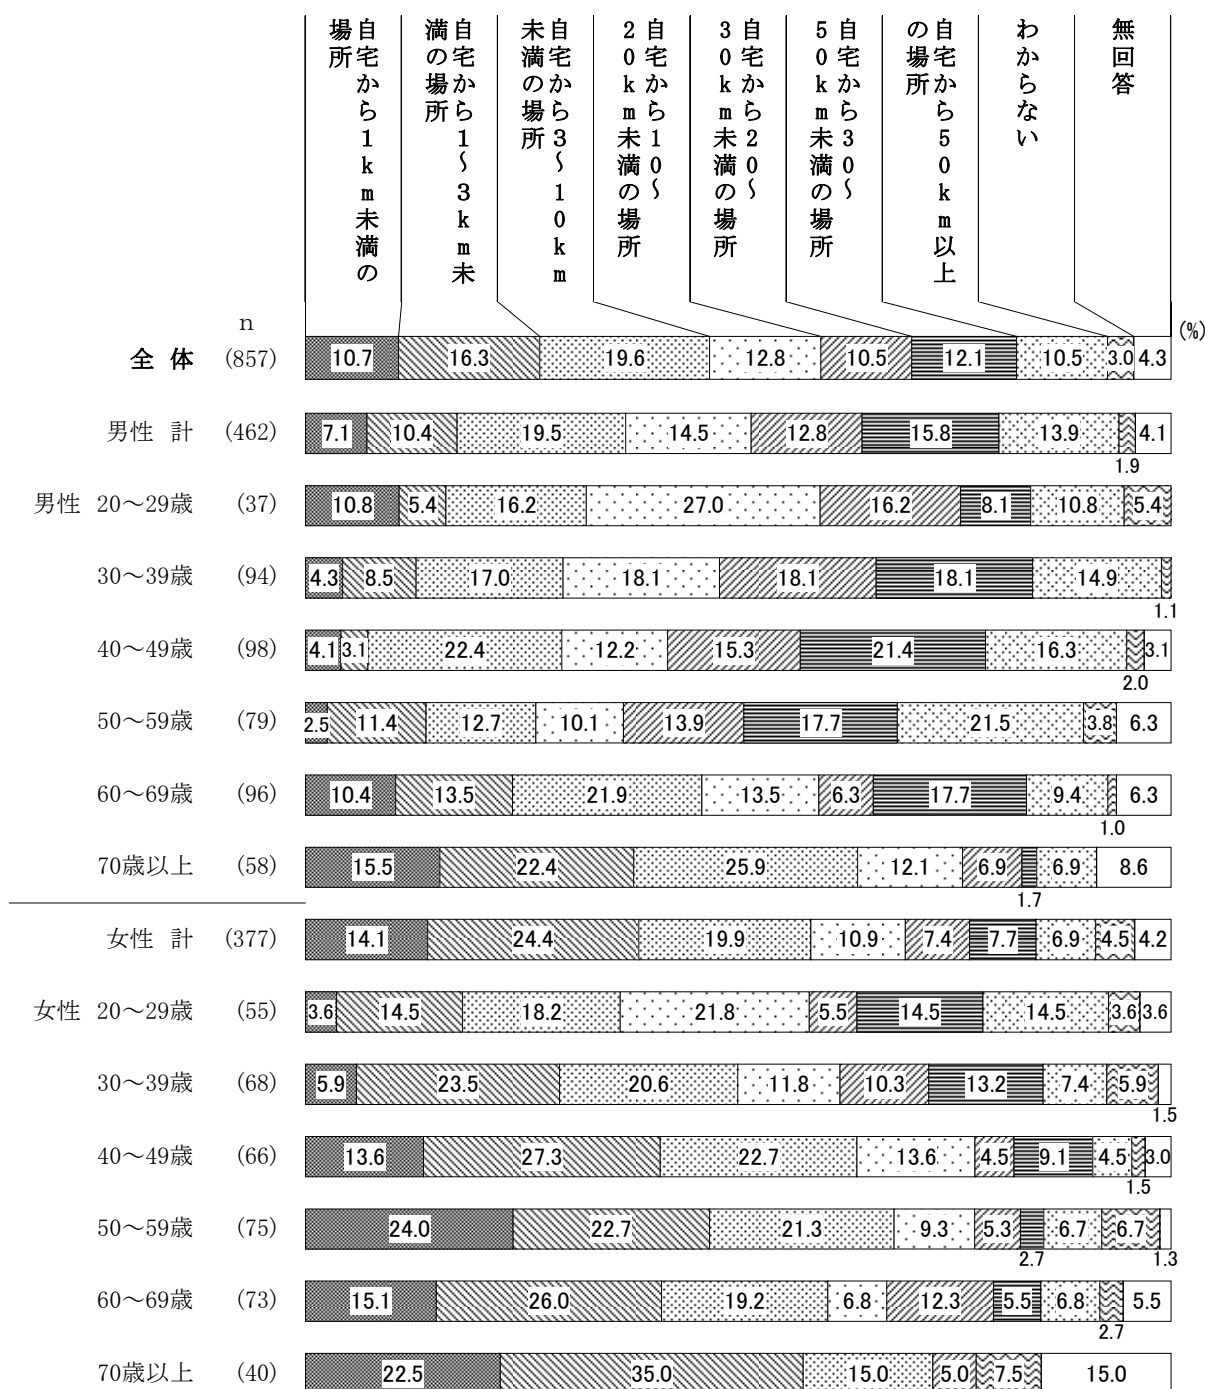 自宅から1km未満の
場所
自宅から1～3km未
満の場所
自宅から3～10km
未満の場所
自宅から10～
20km未満の場所
自宅から20～
30km未満の場所
自宅から30～
50km未満の場所
自宅から50km以上
の場所
わからない
無回答
(%)
n
全 体 (857) 10.7 16.3 19.6 12.8 10.5 12.1 10.5 3.0 4.3
男性 計 (462) 7.1 10.4 19.5 14.5 12.8 15.8 13.9 4.1
1.9
男性 20～29歳 (37) 10.8 5.4 16.2 27.0 16.2 8.1 10.8 5.4
30～39歳 (94) 4.3 8.5 17.0 18.1 18.1 18.1 14.9
1.1
40～49歳 (98) 4.1 3.1 22.4 12.2 15.3 21.4 16.3 3.1
2.0
50～59歳 (79) 2.5 11.4 12.7 10.1 13.9 17.7 21.5 3.8 6.3
60～69歳 (96) 10.4 13.5 21.9 13.5 6.3 17.7 9.4 6.3
1.0
70歳以上 (58) 15.5 22.4 25.9 12.1 6.9 6.9 8.6
1.7
女性 計 (377) 14.1 24.4 19.9 10.9 7.4 7.7 6.9 4.5 4.2
女性 20～29歳 (55) 3.6 14.5 18.2 21.8 5.5 14.5 14.5 3.6 3.6
30～39歳 (68) 5.9 23.5 20.6 11.8 10.3 13.2 7.4 5.9
1.5
40～49歳 (66) 13.6 27.3 22.7 13.6 4.5 9.1 4.5 3.0
1.5
50～59歳 (75) 24.0 22.7 21.3 9.3 5.3 6.7 6.7
2.7 1.3
60～69歳 (73) 15.1 26.0 19.2 6.8 12.3 5.5 6.8 5.5
2.7
70歳以上 (40) 22.5 35.0 15.0 5.0 7.5 15.0